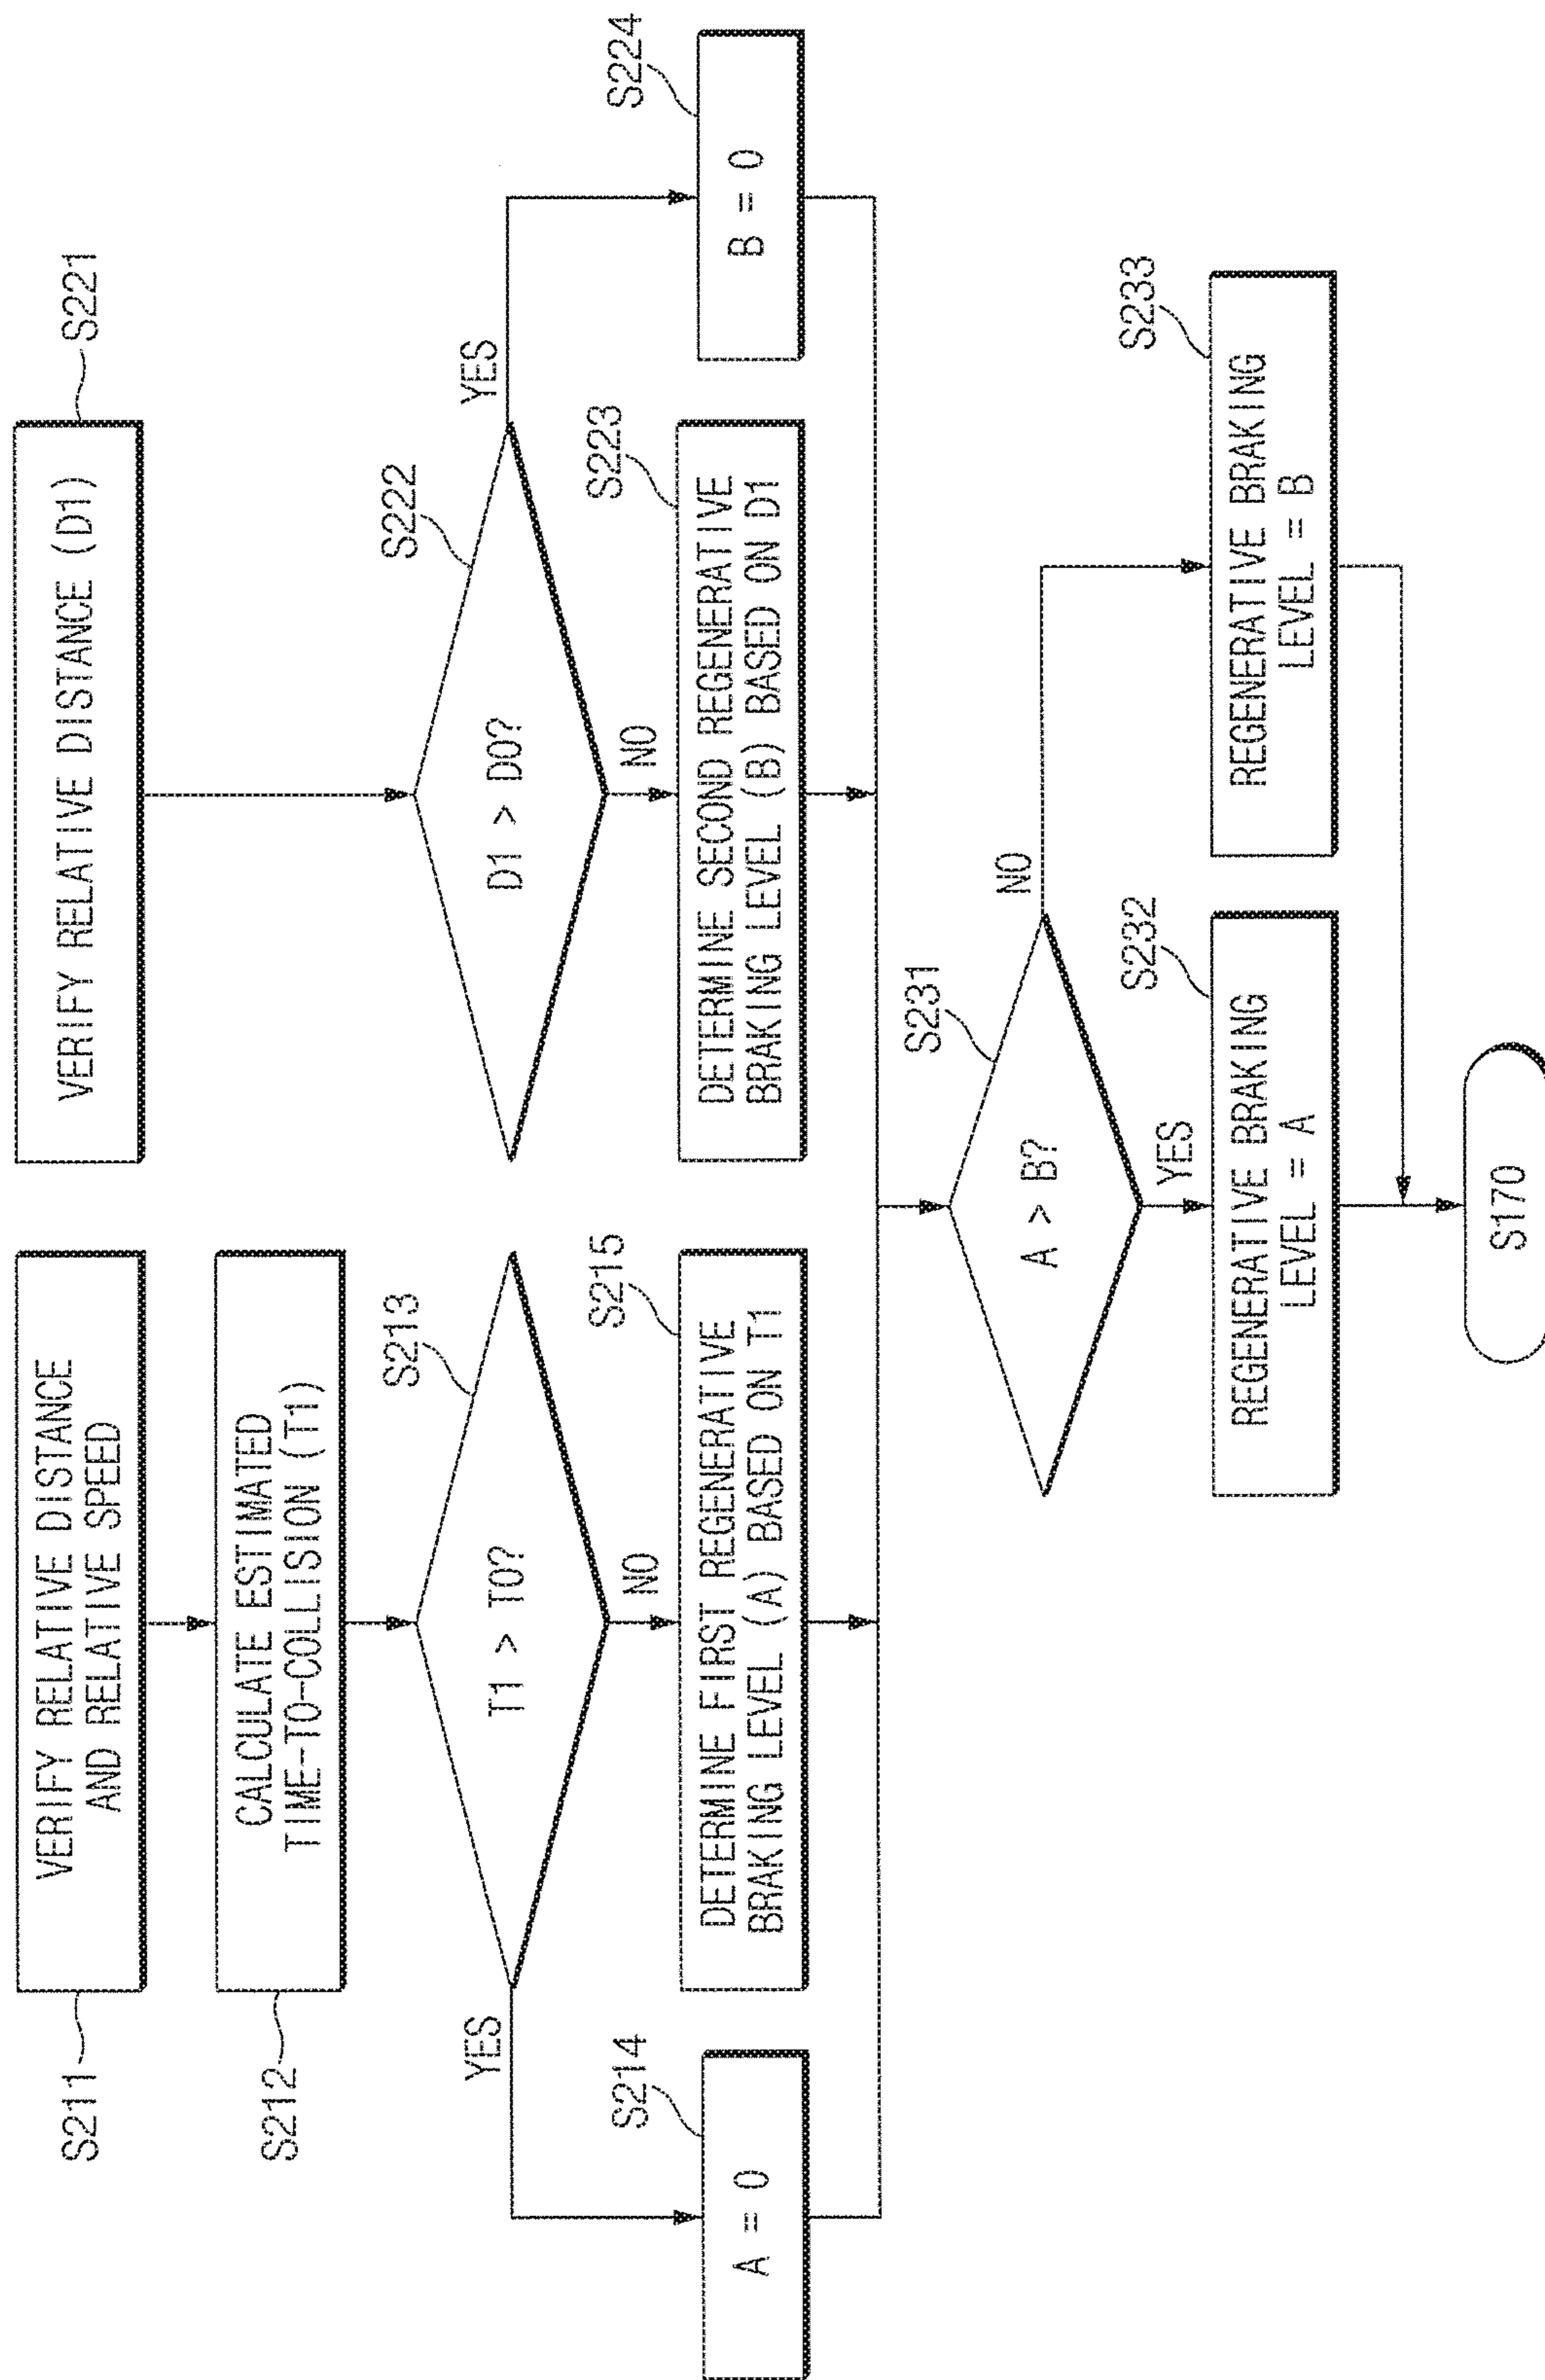 S211
VERIFY RELATIVE DISTANCE
AND RELATIVE SPEED
S212
CALCULATE ESTIMATED
TIME-TO-COLLISION (T1)
S213
T1 > T0?
YES
NO
S214
A = 0
S215
DETERMINE FIRST REGENERATIVE
BRAKING LEVEL (A) BASED ON T1
S221
VERIFY RELATIVE DISTANCE (D1)
S222
D1 > D0?
YES
NO
S223
DETERMINE SECOND REGENERATIVE
BRAKING LEVEL (B) BASED ON D1
S224
B = 0
S231
A > B?
YES
NO
S232
REGENERATIVE BRAKING
LEVEL = A
S233
REGENERATIVE BRAKING
LEVEL = B
S170